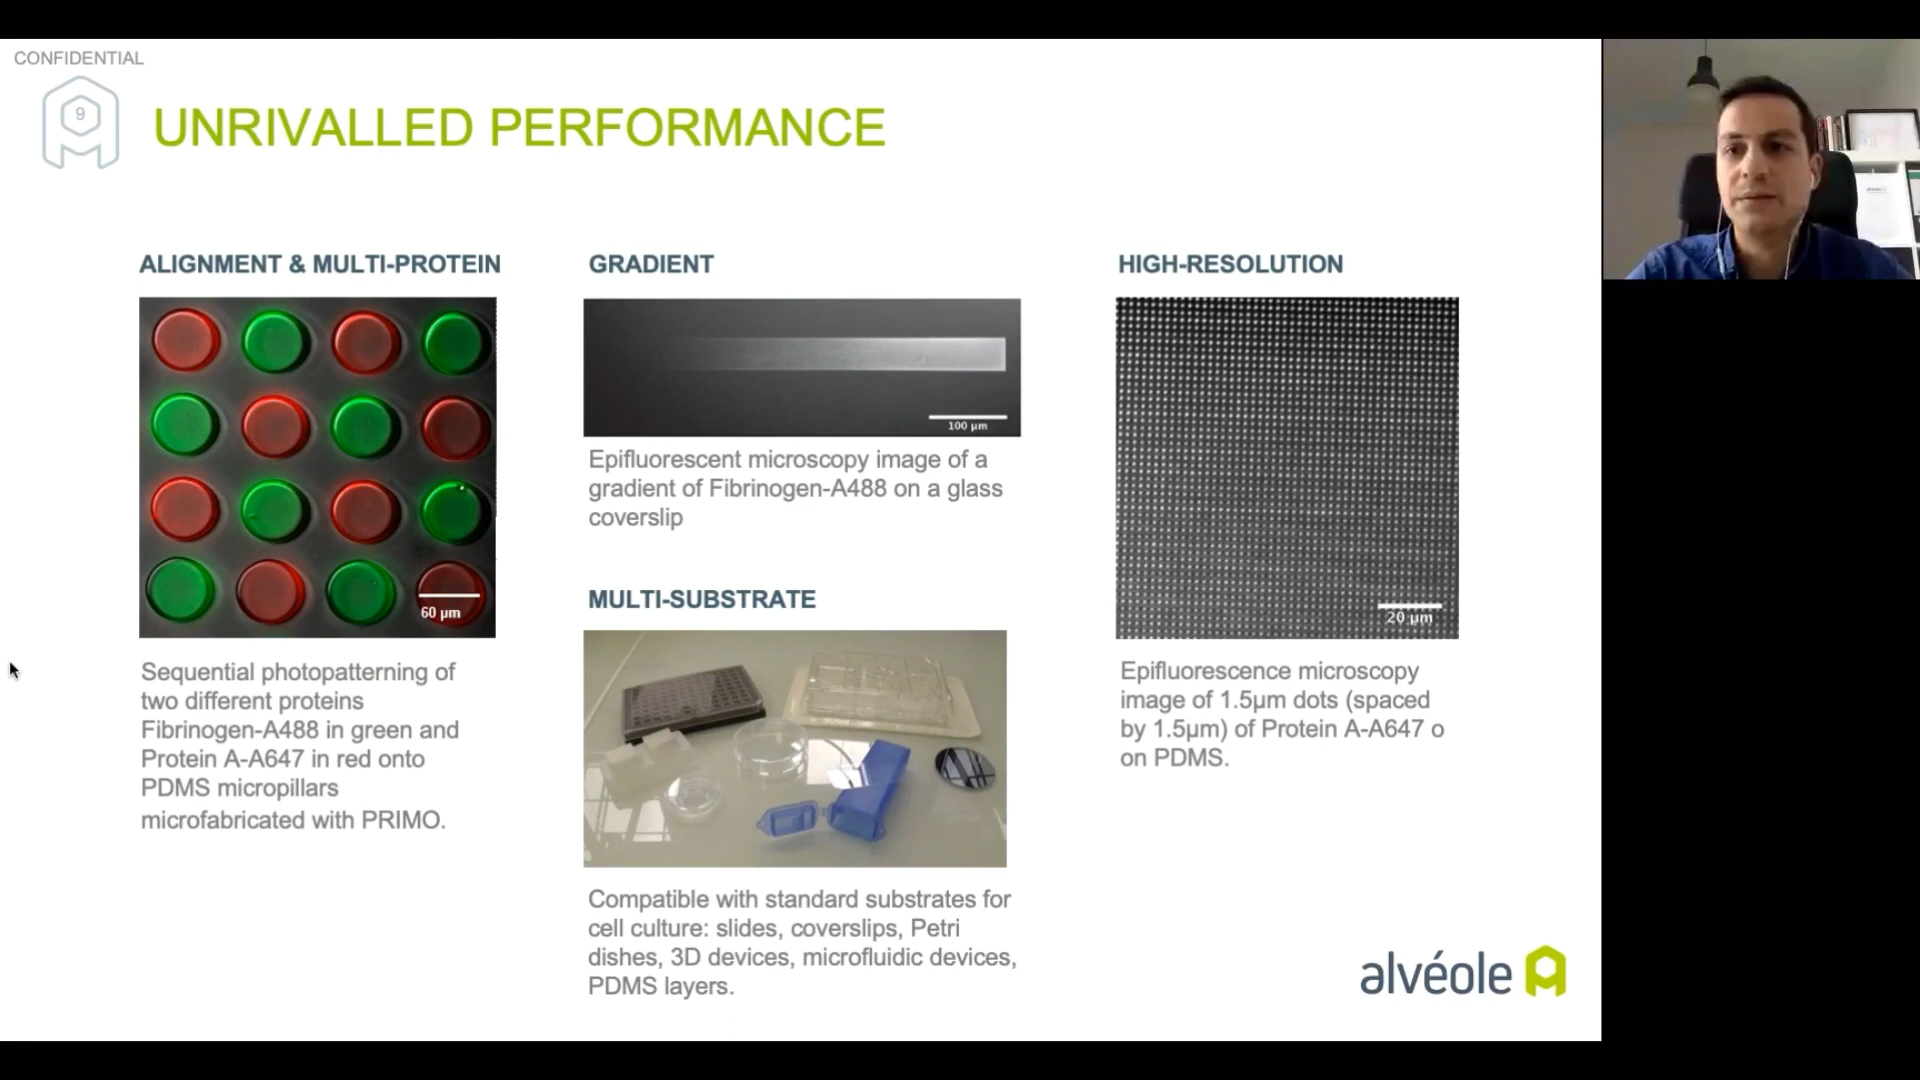 CONFIDENTIAL
9
UNRIVALLED PERFORMANCE
ALIGNMENT & MULTI-PROTEIN
60 µm
Sequential photopatterning of
two different proteins
Fibrinogen-A488 in green and
Protein A-A647 in red onto
PDMS micropillars
microfabricated with PRIMO.
GRADIENT
100 µm
Epifluorescent microscopy image of a
gradient of Fibrinogen-A488 on a glass
coverslip
MULTI-SUBSTRATE
Compatible with standard substrates for
cell culture: slides, coverslips, Petri
dishes, 3D devices, microfluidic devices,
PDMS layers.
HIGH-RESOLUTION
20 µm
Epifluorescence microscopy
image of 1.5µm dots (spaced
by 1.5µm) of Protein A-A647 o
on PDMS.
alvéole